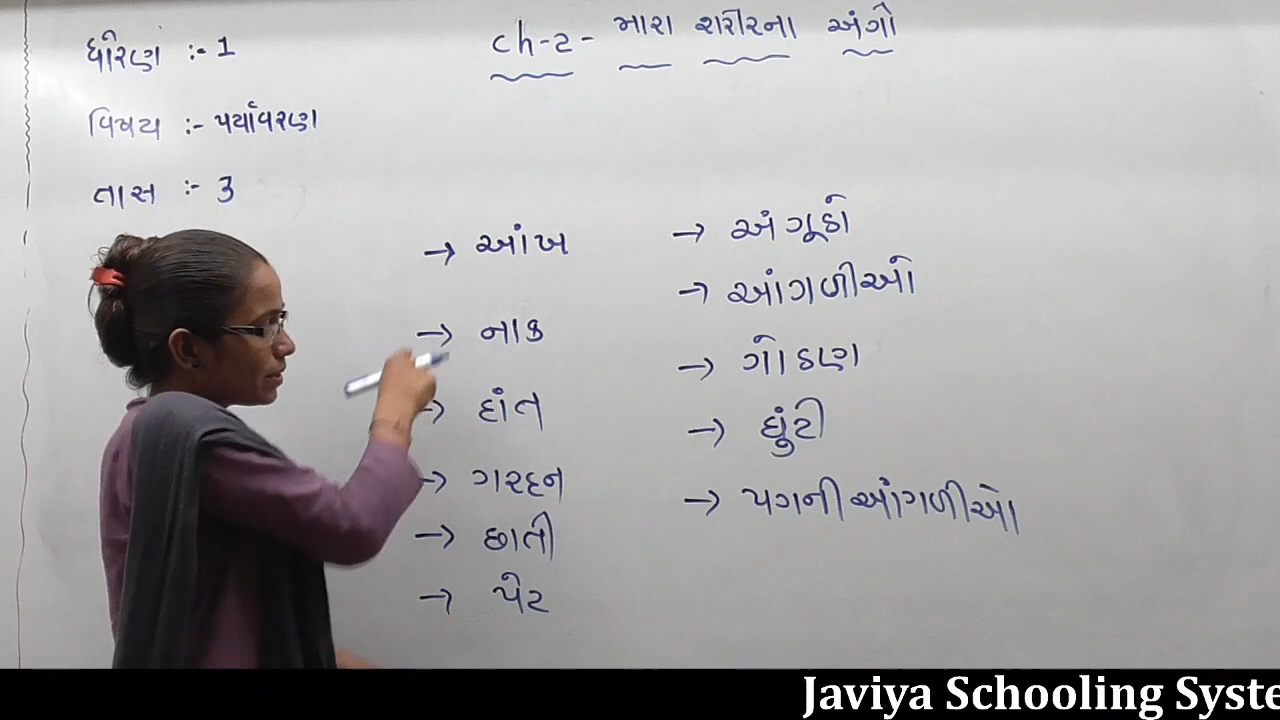 ધોરણ :- 1
Ch-2- મારા શરીરના અંગો
વિષય :- પર્યાવરણ
તાસ :- 3
→ આંખ
→ નાક
→ દાંત
→ ગરદન
→ છાતી
→ પેટ
→ અંગૂઠો
→ આંગળીઓ
→ ગોઠણ
→ ઘુંટી
→ પગની આંગળીઓ
Javiya Schooling Syste